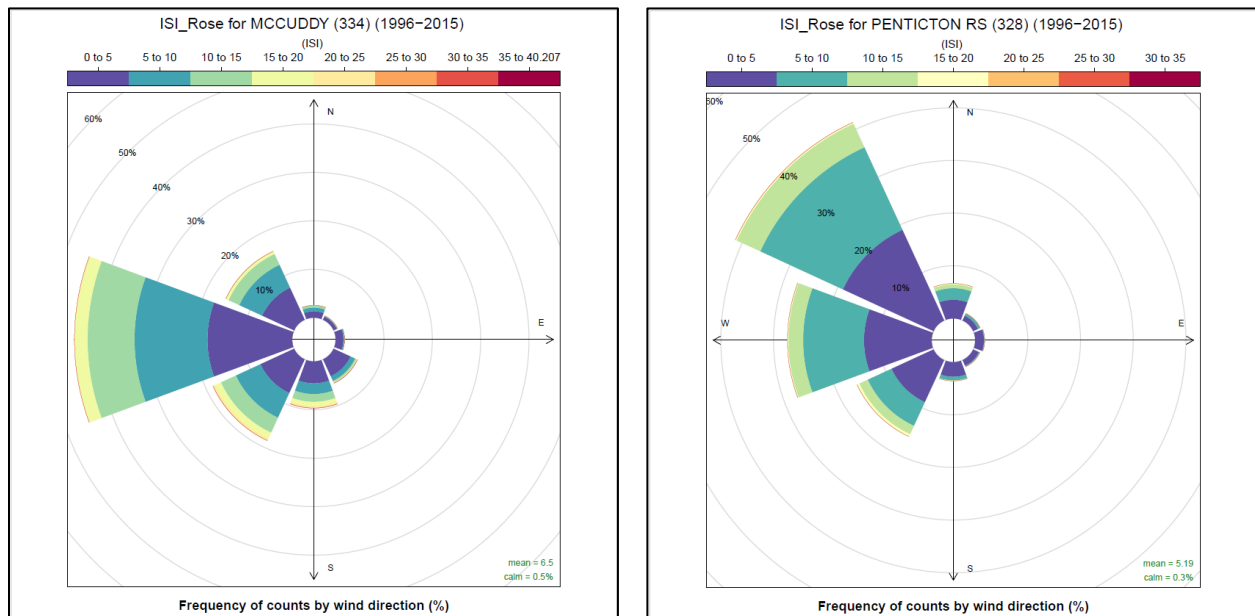 ISI_Rose for MCCUDDY (334) (1996−2015)
(ISI)
0 to 5 5 to 10 10 to 15 15 to 20 20 to 25 25 to 30 30 to 35 35 to 40.207
N
60%
50%
40%
30%
20%
10%
E
S
mean = 6.5
calm = 0.5%
Frequency of counts by wind direction (%)
ISI_Rose for PENTICTON RS (328) (1996−2015)
(ISI)
0 to 5 5 to 10 10 to 15 15 to 20 20 to 25 25 to 30 30 to 35
60%
N
50%
40%
30%
20%
10%
W
E
S
mean = 5.19
calm = 0.3%
Frequency of counts by wind direction (%)